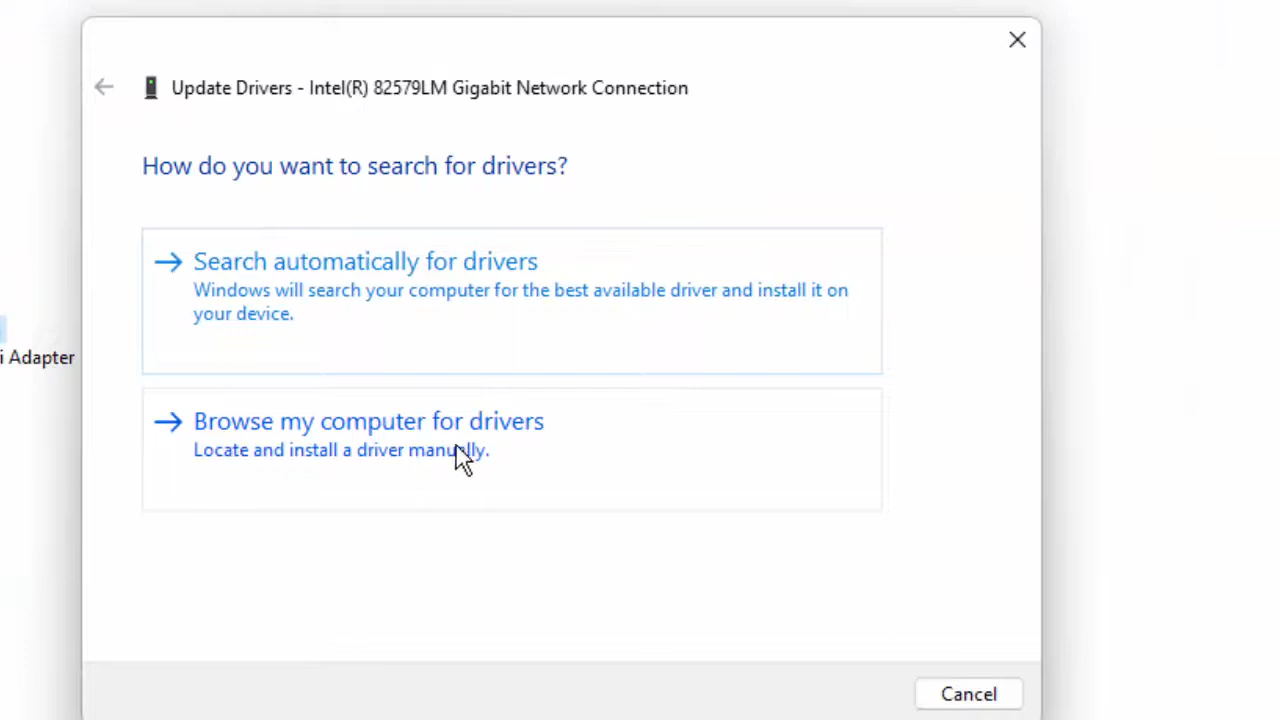 Update Drivers - Intel(R) 82579LM Gigabit Network Connection
How do you want to search for drivers?
Search automatically for drivers
Windows will search your computer for the best available driver and install it on
your device.
i Adapter
Browse my computer for drivers
Locate and install a driver manually.
Cancel